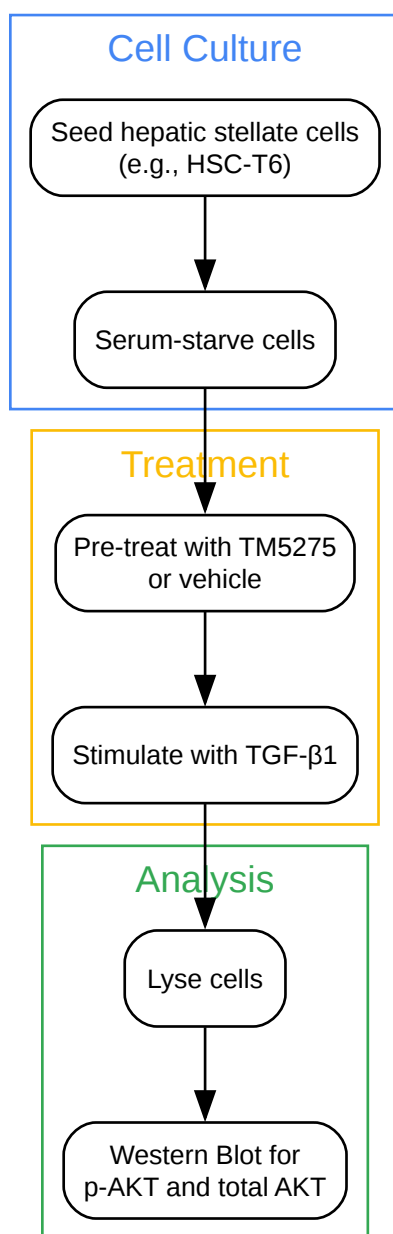 Cell Culture
Seed hepatic stellate cells
(e.g., HSC-T6)
Serum-starve cells
Treatment
Pre-treat with TM5275
or vehicle
Stimulate with TGF-β1
Analysis
Lyse cells
Western Blot for
p-AKT and total AKT